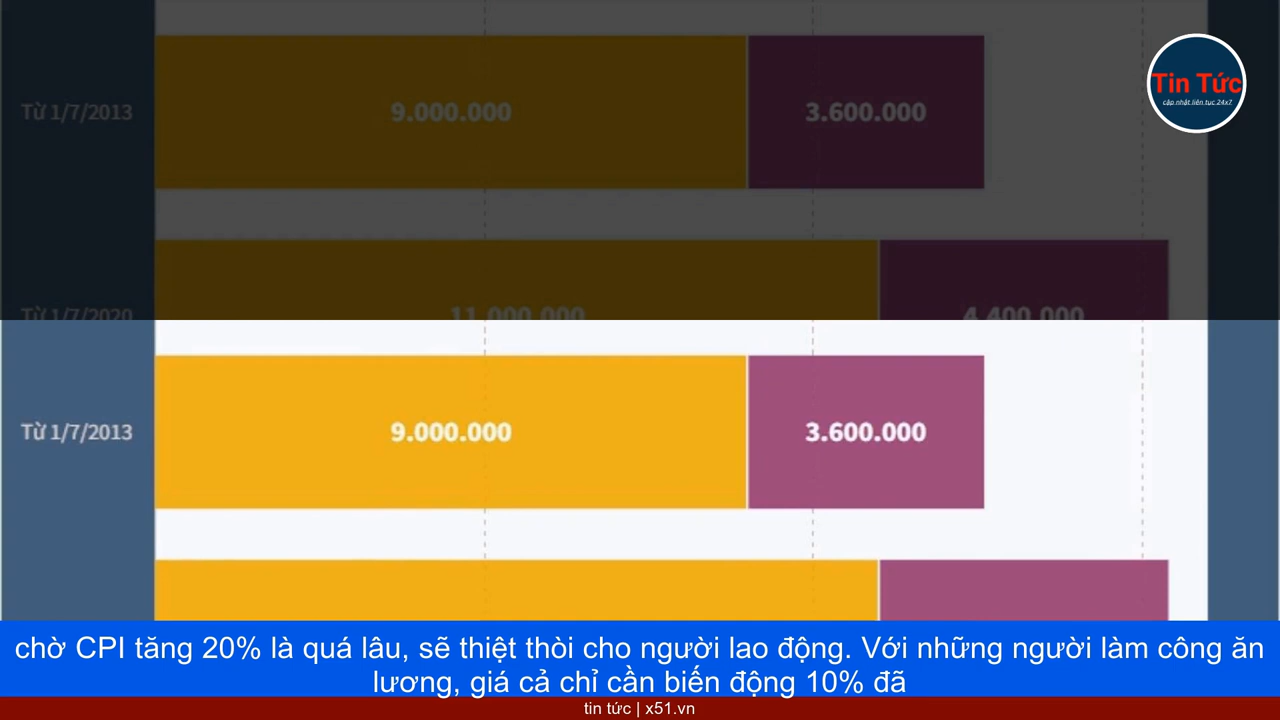 Từ 1/7/2013
9.000.000
3.600.000
Tin Tức
cập nhật liên tục 24x7
Từ 1/7/2020
11.000.000
4.400.000
Từ 1/7/2013
9.000.000
3.600.000
chờ CPI tăng 20% là quá lâu, sẽ thiệt thòi cho người lao động. Với những người làm công ăn
lương, giá cả chỉ cần biến động 10% đã
tin tức | x51.vn